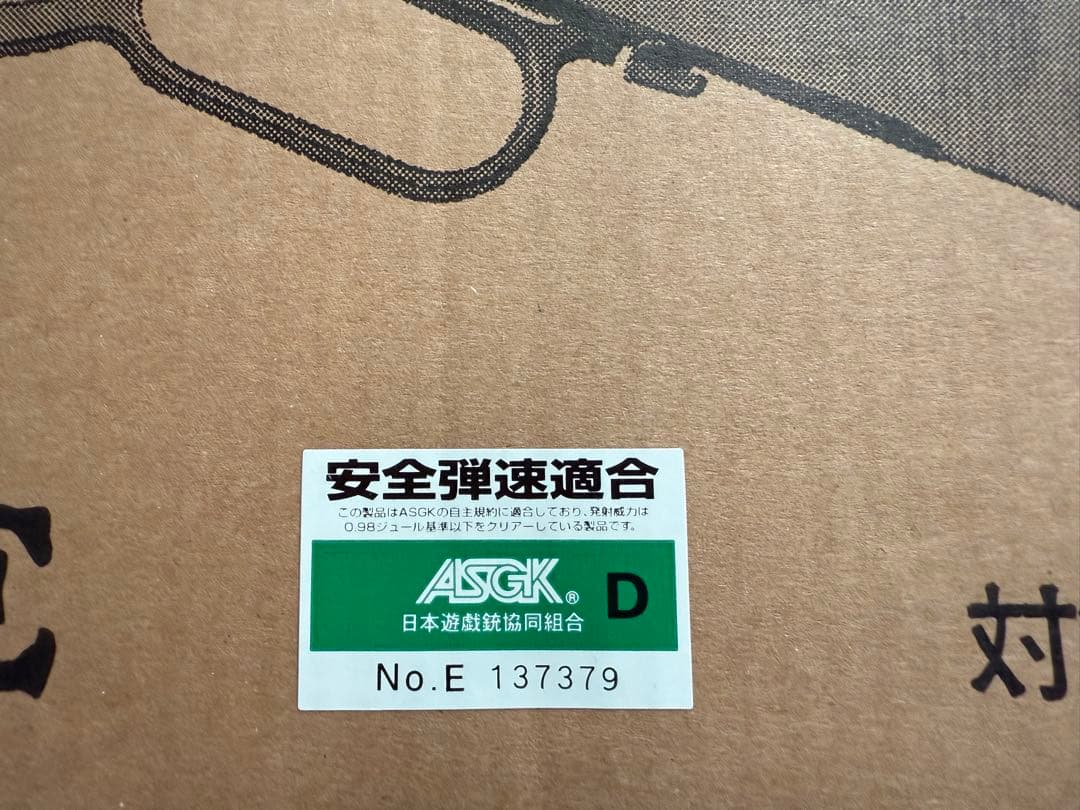 安全弾速適合
この製品はASGKの自主規約に適合しており、発射威力は
0.98ジュール基準以下をクリアーしている製品です。
ASGK® D
日本遊戯銃協同組合
No.E 137379
E
対